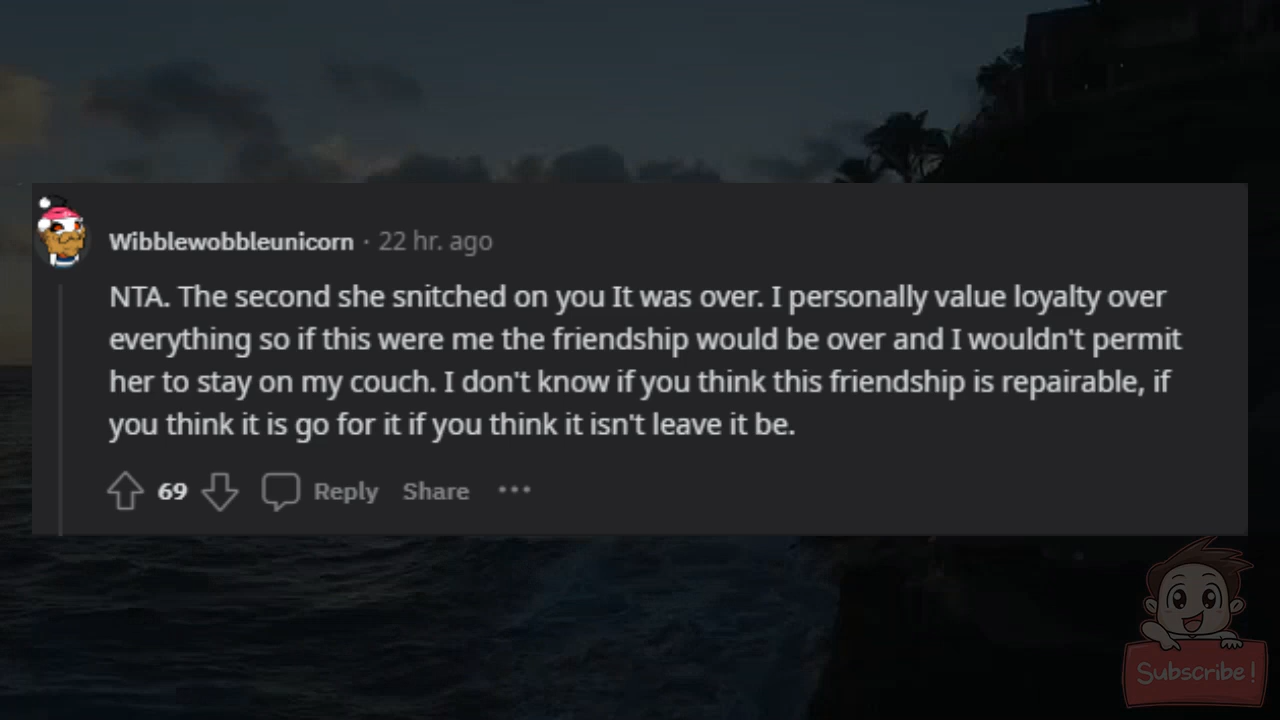 Wibblewobbleunicorn · 22 hr. ago
NTA. The second she snitched on you It was over. I personally value loyalty over
everything so if this were me the friendship would be over and I wouldn't permit
her to stay on my couch. I don't know if you think this friendship is repairable, if
you think it is go for it if you think it isn't leave it be.
69 Reply Share ···
Subscribe!